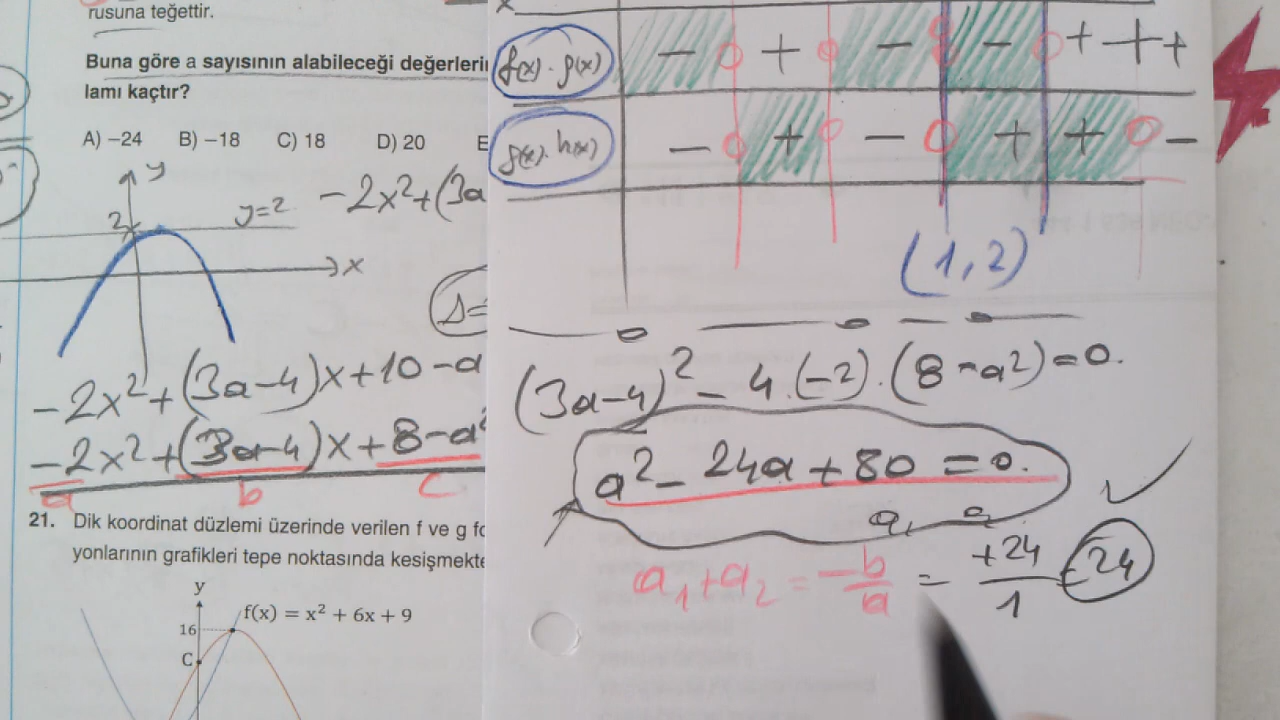 rusuna teğettir.
Buna göre a sayısının alabileceği değerleri
lamı kaçtır?
A) −24 B) −18 C) 18 D) 20 E
y
2
y=2
x
-2x²+(3a
Δ=
-2x²+(3a-4)x+10-a
-2x²+(3a-4)x+8-a²
a b c
21. Dik koordinat düzlemi üzerinde verilen f ve g fo
yonlarının grafikleri tepe noktasında kesişmekte
y
f(x) = x² + 6x + 9
16
C
x
f(x).g(x) - + - - + + +
g(x).h(x) - + - + + -
(1,2)
(3a-4)² - 4.(-2).(8-a²)=0.
a² - 24a + 80 = 0.
a₁ a
a₁+a₂ = -b/a = +24/1 = 24